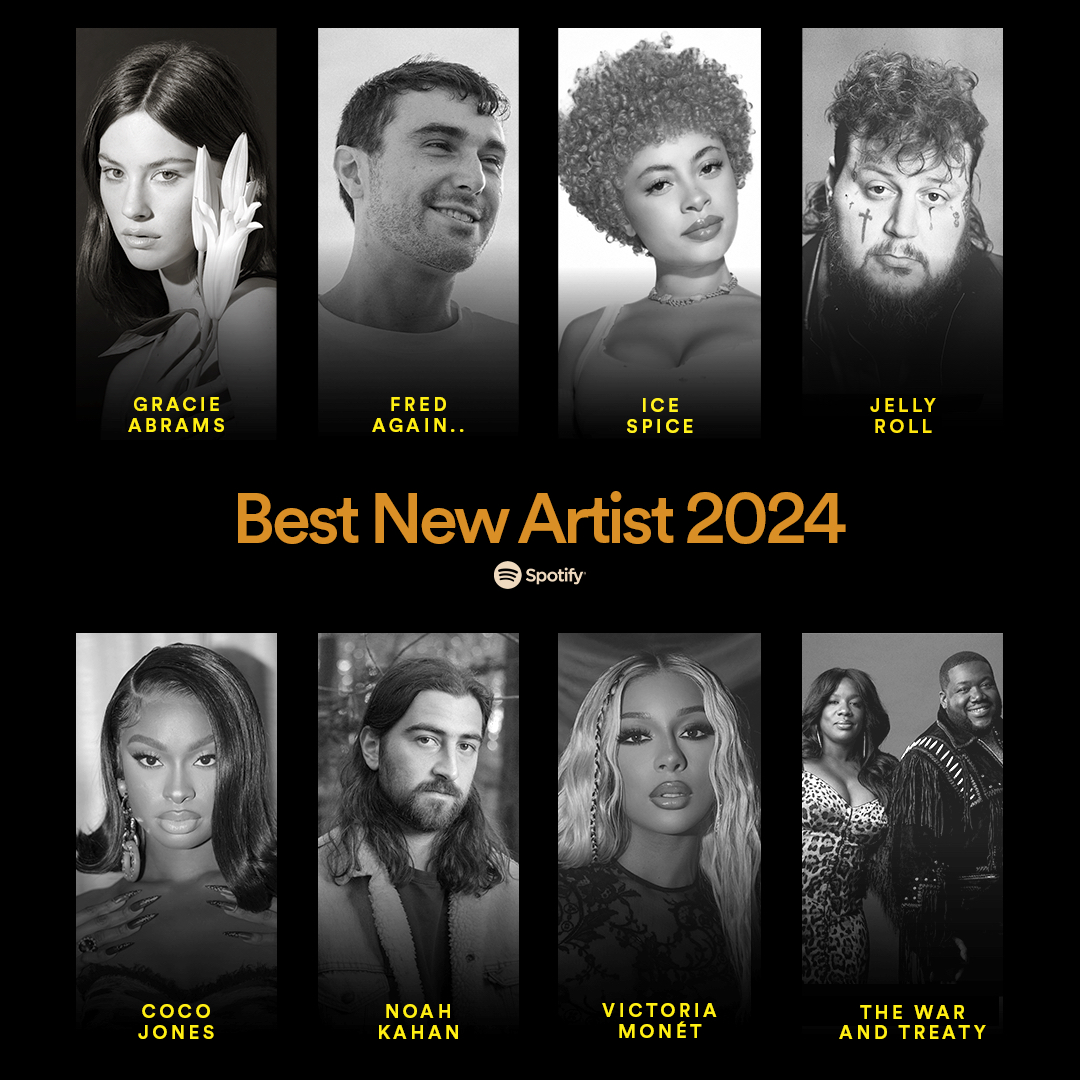 GRACIE
ABRAMS
FRED
AGAIN..
ICE
SPICE
JELLY
ROLL
Best New Artist 2024
Spotify
COCO
JONES
NOAH
KAHAN
VICTORIA
MONÉT
THE WAR
AND TREATY